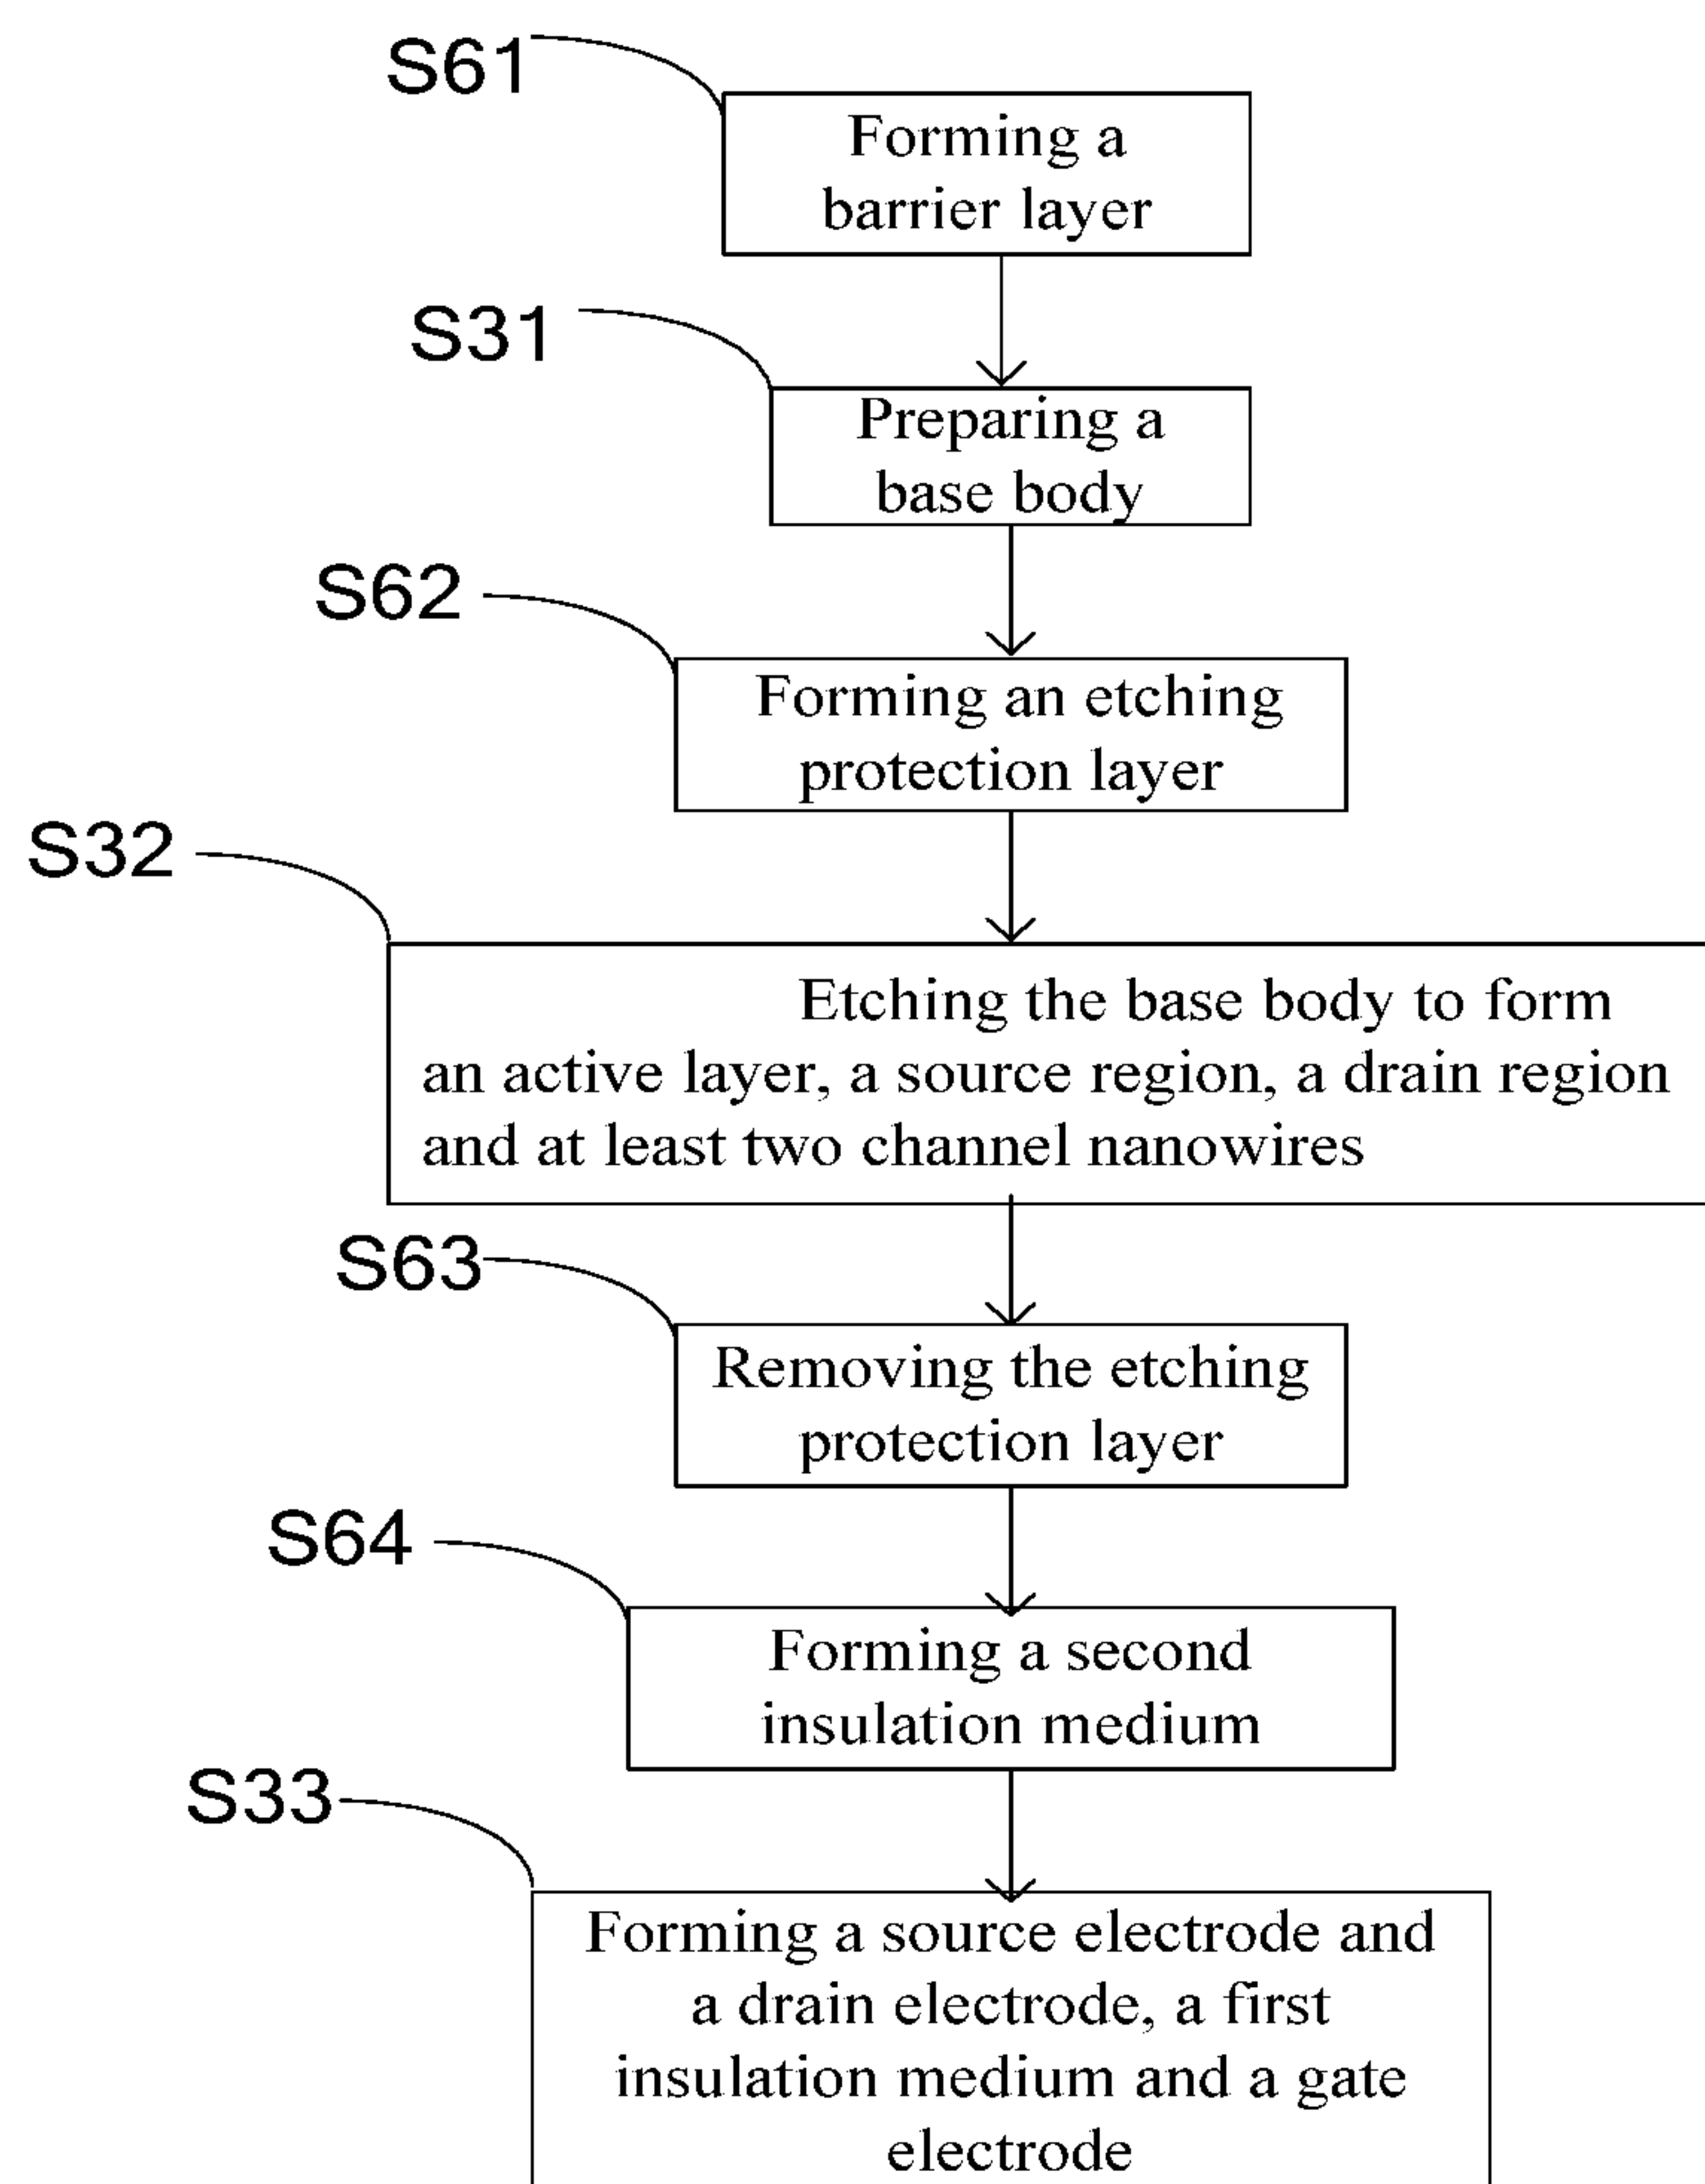 S61
Forming a
barrier layer
S31
Preparing a
base body
S62
Forming an etching
protection layer
S32
Etching the base body to form
an active layer, a source region, a drain region
and at least two channel nanowires
S63
Removing the etching
protection layer
S64
Forming a second
insulation medium
S33
Forming a source electrode and
a drain electrode, a first
insulation medium and a gate
electrode